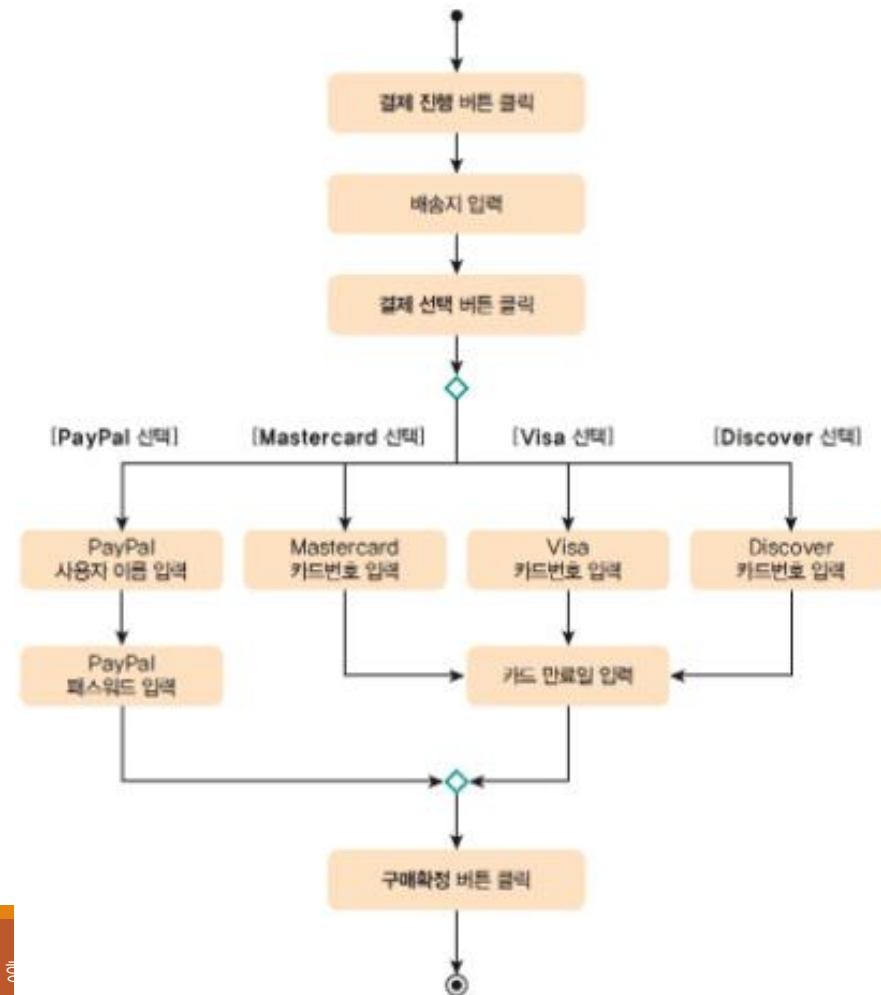 결제 진행 버튼 클릭
배송지 입력
결제 선택 버튼 클릭
[PayPal 선택]
[Mastercard 선택]
[Visa 선택]
[Discover 선택]
PayPal
사용자 이름 입력
Mastercard
카드번호 입력
Visa
카드번호 입력
Discover
카드번호 입력
PayPal
패스워드 입력
카드 만료일 입력
구매확정 버튼 클릭